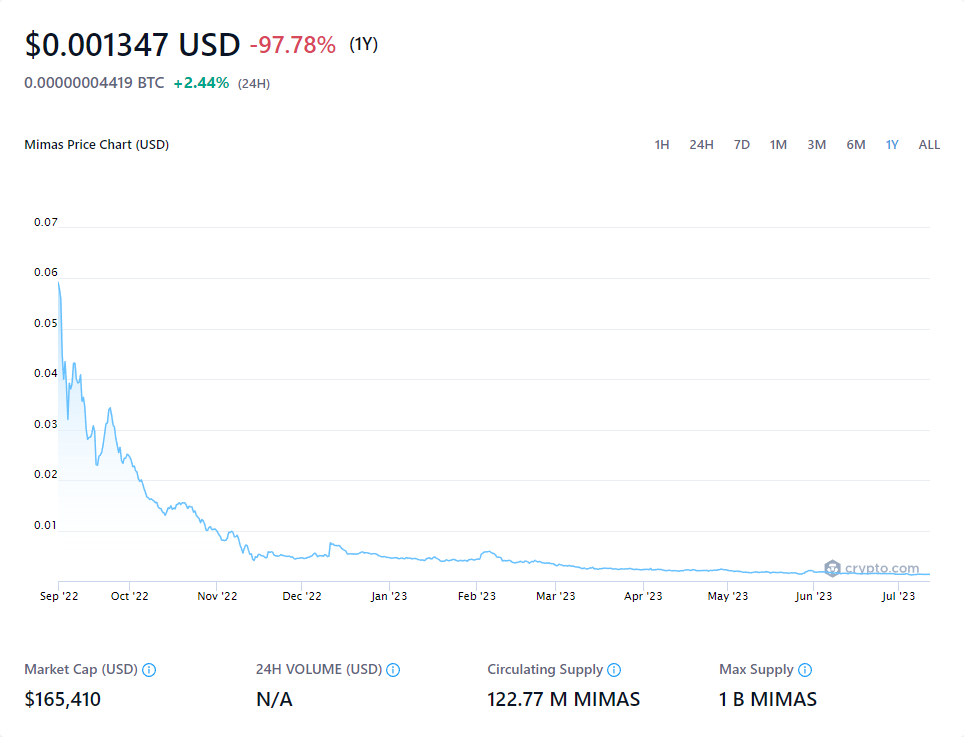 $0.001347 USD -97.78% (1Y)
0.00000004419 BTC +2.44% (24H)
Mimas Price Chart (USD) 1H 24H 7D 1M 3M 6M 1Y ALL
0.07
0.06
0.05
0.04
0.03
0.02
0.01
crypto.com
Sep '22 Oct '22 Nov '22 Dec '22 Jan '23 Feb '23 Mar '23 Apr '23 May '23 Jun '23 Jul '23
Market Cap (USD) 24H VOLUME (USD) Circulating Supply Max Supply
$165,410 N/A 122.77 M MIMAS 1 B MIMAS